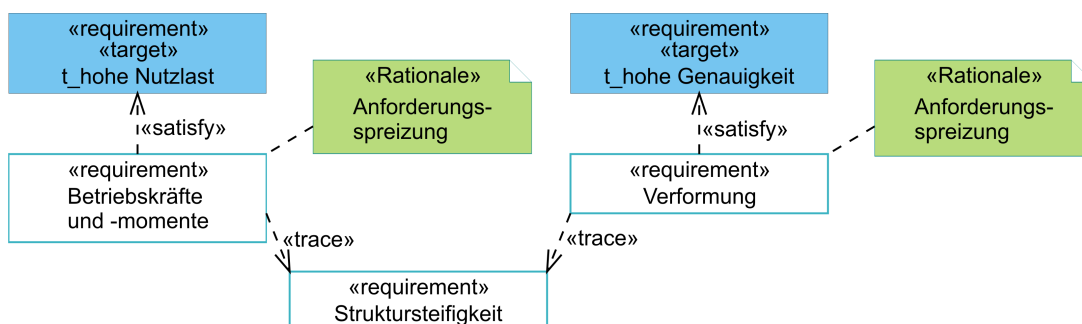 «requirement»
«target»
t_hohe Nutzlast
«Rationale»
Anforderungs-
spreizung
«satisfy»
«requirement»
Betriebskräfte
und -momente
«trace»
«requirement»
«target»
t_hohe Genauigkeit
«Rationale»
Anforderungs-
spreizung
«satisfy»
«requirement»
Verformung
«trace»
«requirement»
Struktursteifigkeit